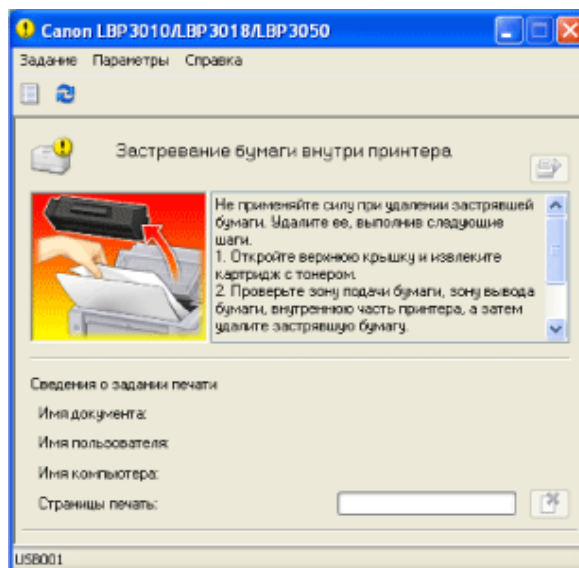 Canon LBP3010/LBP3018/LBP3050
Задание Параметры Справка
Застревание бумаги внутри принтера
Не применяйте силу при удалении застрявшей
бумаги. Удалите ее, выполнив следующие
шаги.
1. Откройте верхнюю крышку и извлеките
картридж с тонером.
2. Проверьте зону подачи бумаги, зону вывода
бумаги, внутреннюю часть принтера, а затем
удалите застрявшую бумагу.
Сведения о задании печати
Имя документа:
Имя пользователя:
Имя компьютера:
Страницы печать:
USB001